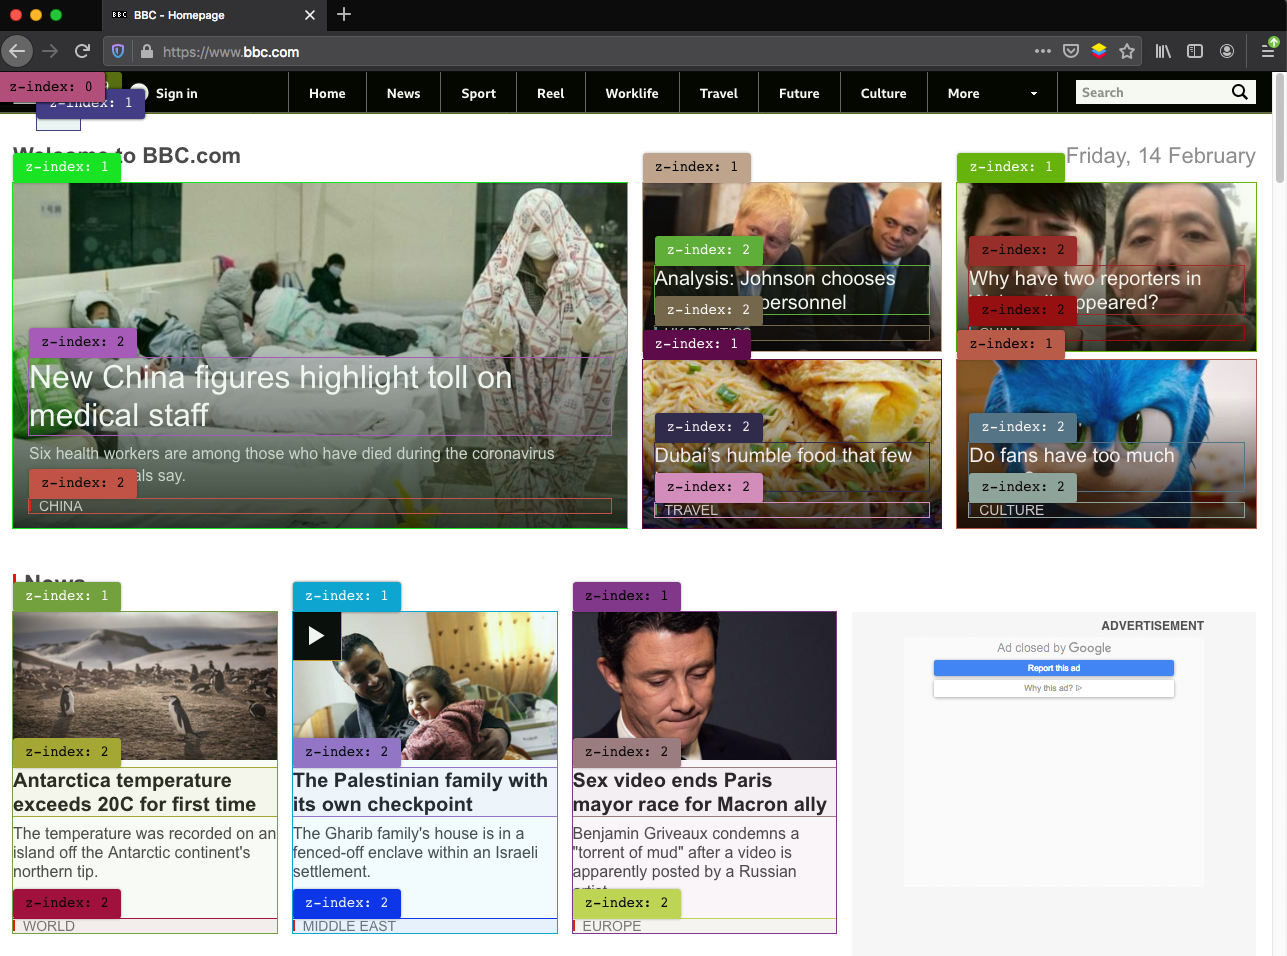 BBC BBC - Homepage
https://www.bbc.com
z-index: 0
z-index: 1
Sign in
Home
News
Sport
Reel
Worklife
Travel
Future
Culture
More
Search
to BBC.com
Friday, 14 February
z-index: 1
z-index: 2
New China figures highlight toll on
medical staff
Six health workers are among those who have died during the coronavirus
say.
z-index: 2
CHINA
z-index: 1
z-index: 2
Analysis: Johnson chooses
personnel
z-index: 2
UK POLITICS
z-index: 1
z-index: 2
Why have two reporters in
z-index: 2
CHINA
z-index: 1
z-index: 2
Dubai's humble food that few
z-index: 2
TRAVEL
z-index: 1
z-index: 2
Do fans have too much
z-index: 2
CULTURE
News
z-index: 1
z-index: 2
Antarctica temperature
exceeds 20C for first time
The temperature was recorded on an
island off the Antarctic continent's
northern tip.
z-index: 2
WORLD
z-index: 1
z-index: 2
The Palestinian family with
its own checkpoint
The Gharib family's house is in a
fenced-off enclave within an Israeli
settlement.
z-index: 2
MIDDLE EAST
z-index: 1
z-index: 2
Sex video ends Paris
mayor race for Macron ally
Benjamin Griveaux condemns a
"torrent of mud" after a video is
apparently posted by a Russian
z-index: 2
EUROPE
ADVERTISEMENT
Ad closed by Google
Report this ad
Why this ad?